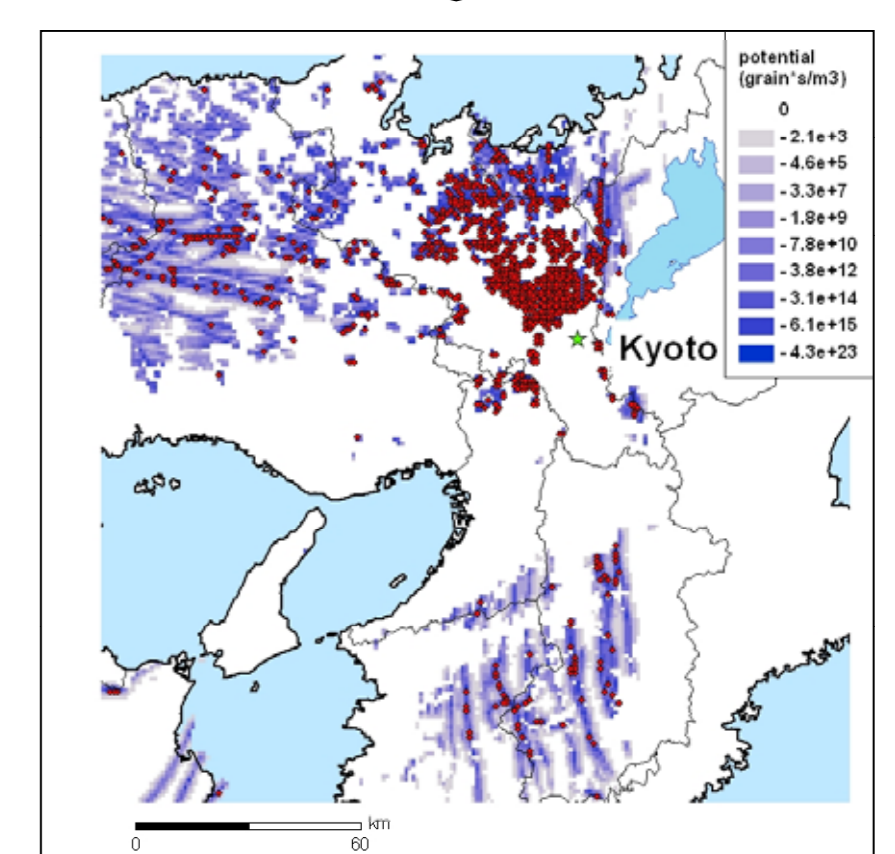 potential
(grain*s/m3)
0
-2.1e+3
-4.6e+5
-3.3e+7
-1.8e+9
-7.8e+10
-3.8e+12
-3.1e+14
-6.1e+15
-4.3e+23
Kyoto
km
0 60